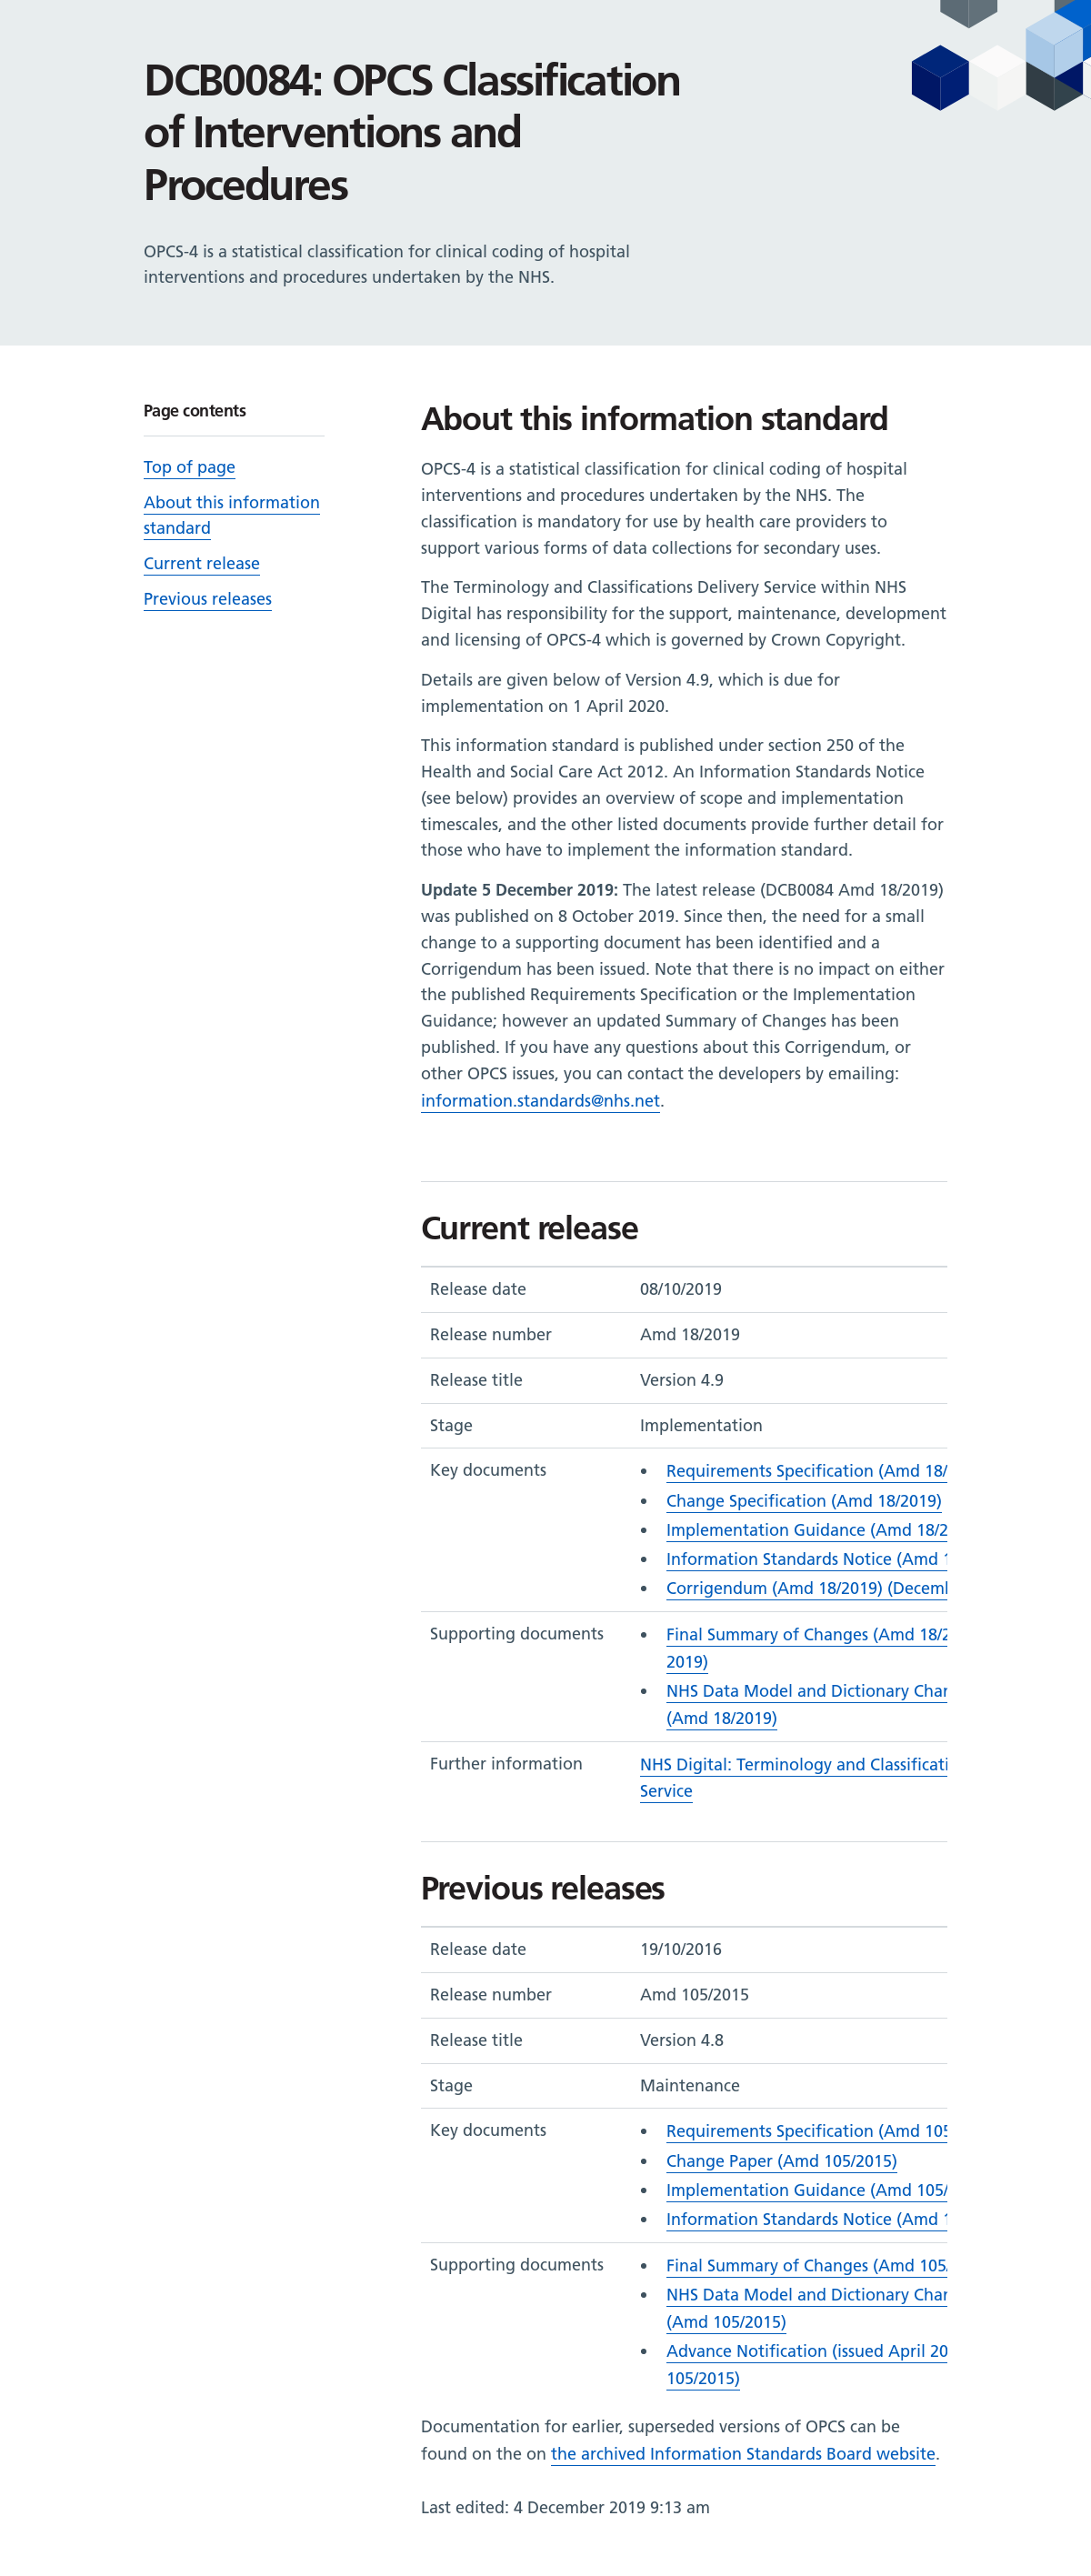 DCB0084: OPCS Classification
of Interventions and
Procedures
OPCS-4 is a statistical classification for clinical coding of hospital
interventions and procedures undertaken by the NHS.
Page contents
Top of page
About this information
standard
Current release
Previous releases
About this information standard
OPCS-4 is a statistical classification for clinical coding of hospital
interventions and procedures undertaken by the NHS. The
classification is mandatory for use by health care providers to
support various forms of data collections for secondary uses.
The Terminology and Classifications Delivery Service within NHS
Digital has responsibility for the support, maintenance, development
and licensing of OPCS-4 which is governed by Crown Copyright.
Details are given below of Version 4.9, which is due for
implementation on 1 April 2020.
This information standard is published under section 250 of the
Health and Social Care Act 2012. An Information Standards Notice
(see below) provides an overview of scope and implementation
timescales, and the other listed documents provide further detail for
those who have to implement the information standard.
Update 5 December 2019: The latest release (DCB0084 Amd 18/2019)
was published on 8 October 2019. Since then, the need for a small
change to a supporting document has been identified and a
Corrigendum has been issued. Note that there is no impact on either
the published Requirements Specification or the Implementation
Guidance; however an updated Summary of Changes has been
published. If you have any questions about this Corrigendum, or
other OPCS issues, you can contact the developers by emailing:
information.standards@nhs.net.
Current release
Release date 08/10/2019
Release number Amd 18/2019
Release title Version 4.9
Stage Implementation
Key documents
• Requirements Specification (Amd 18/
• Change Specification (Amd 18/2019)
• Implementation Guidance (Amd 18/2
• Information Standards Notice (Amd 1
• Corrigendum (Amd 18/2019) (Decem
Supporting documents
• Final Summary of Changes (Amd 18/2
2019)
• NHS Data Model and Dictionary Char
(Amd 18/2019)
Further information NHS Digital: Terminology and Classificati
Service
Previous releases
Release date 19/10/2016
Release number Amd 105/2015
Release title Version 4.8
Stage Maintenance
Key documents
• Requirements Specification (Amd 105
• Change Paper (Amd 105/2015)
• Implementation Guidance (Amd 105/
• Information Standards Notice (Amd 1
Supporting documents
• Final Summary of Changes (Amd 105/
• NHS Data Model and Dictionary Char
(Amd 105/2015)
• Advance Notification (issued April 20
105/2015)
Documentation for earlier, superseded versions of OPCS can be
found on the on the archived Information Standards Board website.
Last edited: 4 December 2019 9:13 am